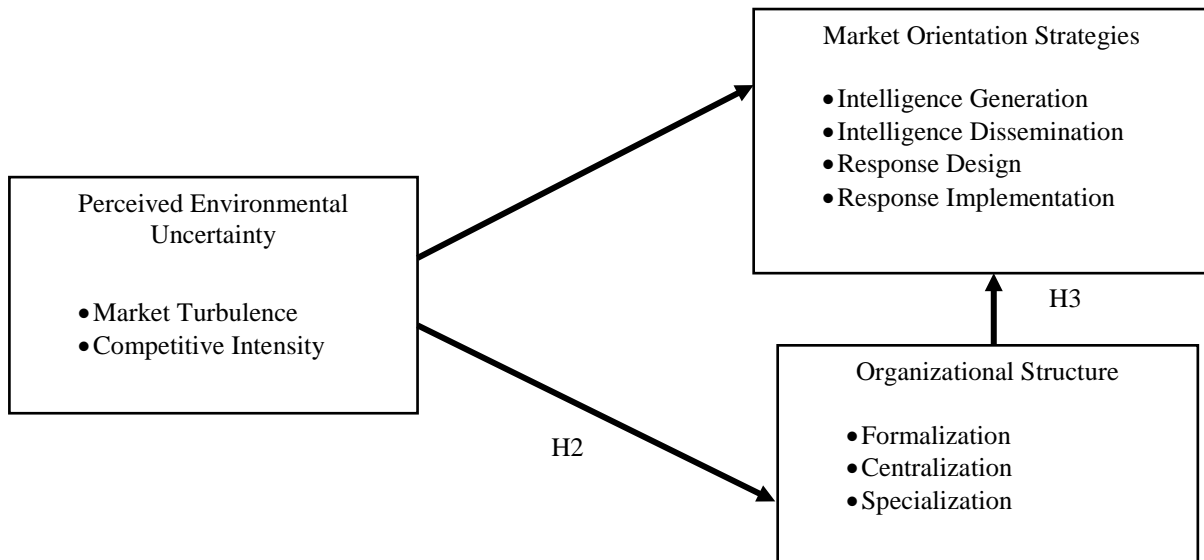 Market Orientation Strategies
• Intelligence Generation
• Intelligence Dissemination
• Response Design
• Response Implementation
Perceived Environmental
Uncertainty
• Market Turbulence
• Competitive Intensity
H3
Organizational Structure
• Formalization
• Centralization
• Specialization
H2